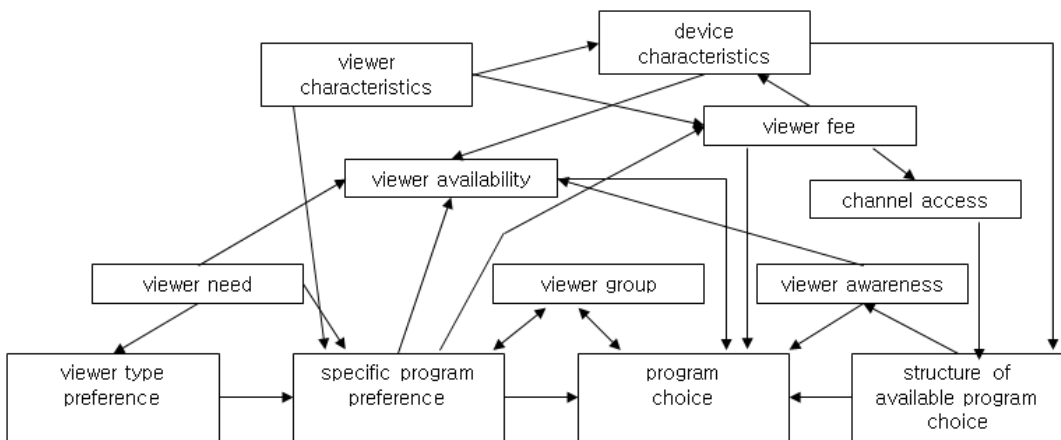 device
characteristics
viewer
characteristics
viewer fee
viewer availability
channel access
viewer need
viewer group
viewer awareness
viewer type
preference
specific program
preference
program
choice
structure of
available program
choice